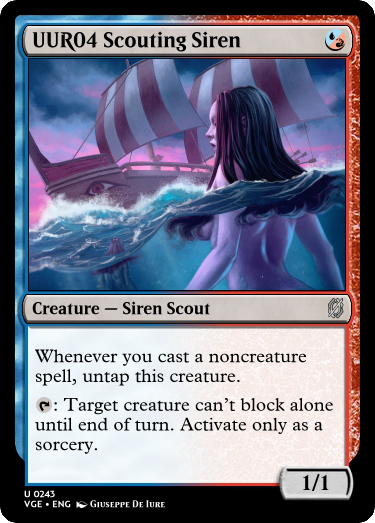 UUR04 Scouting Siren
Creature — Siren Scout
Whenever you cast a noncreature
spell, untap this creature.
: Target creature can't block alone
until end of turn. Activate only as a
sorcery.
1/1
U 0243
VGE • ENG Giuseppe De Iure